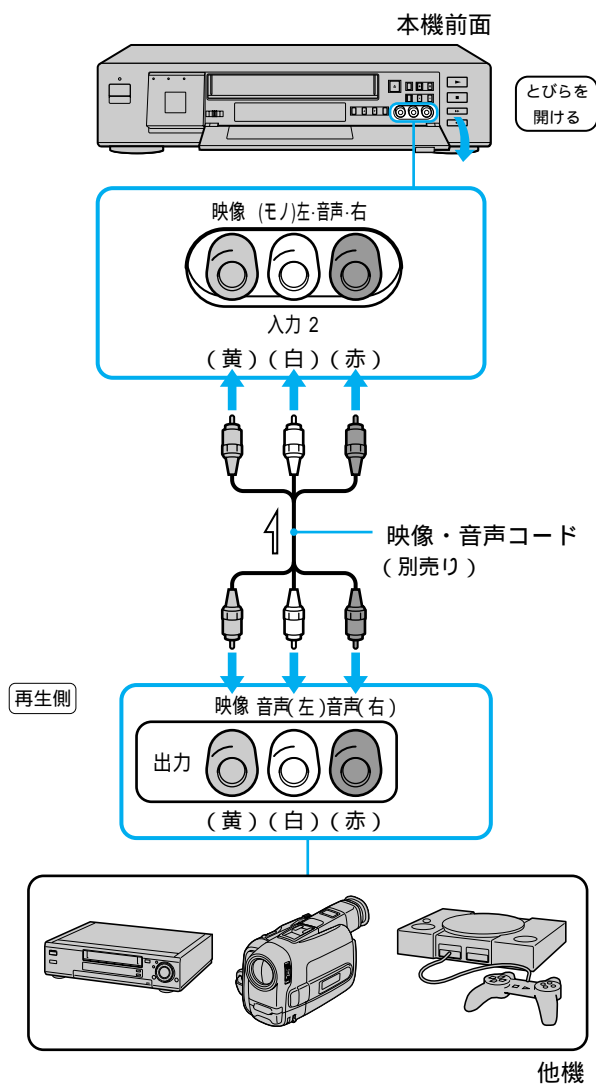 本機前面
とびらを
開ける
映像 (モノ)左·音声·右
入力 2
(黄)(白)(赤)
映像・音声コード
(別売り)
再生側
映像 音声(左)音声(右)
出力
(黄)(白)(赤)
他機